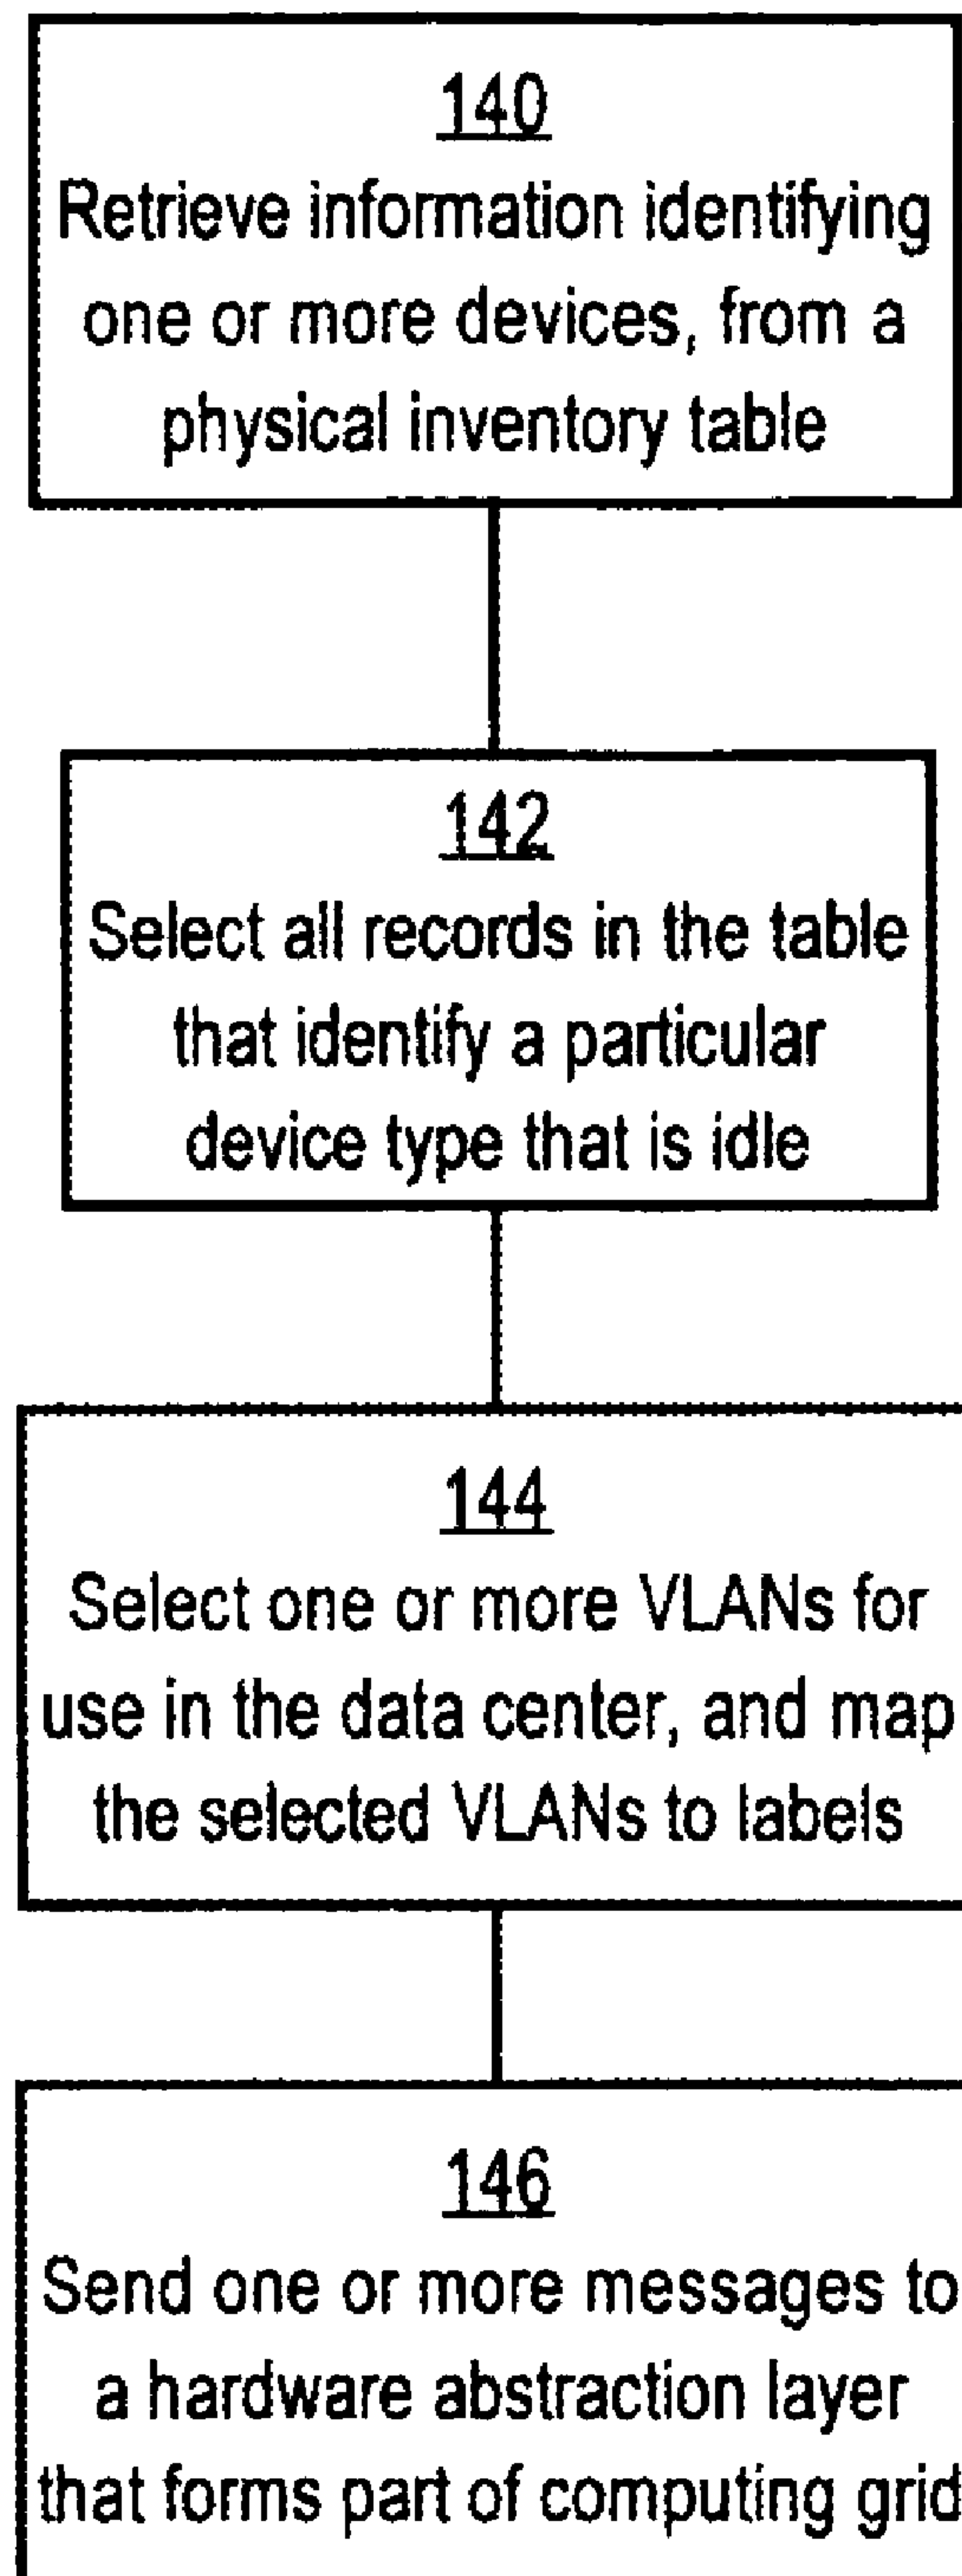 140
Retrieve information identifying
one or more devices, from a
physical inventory table
142
Select all records in the table
that identify a particular
device type that is idle
144
Select one or more VLANs for
use in the data center, and map
the selected VLANs to labels
146
Send one or more messages to
a hardware abstraction layer
that forms part of computing grid